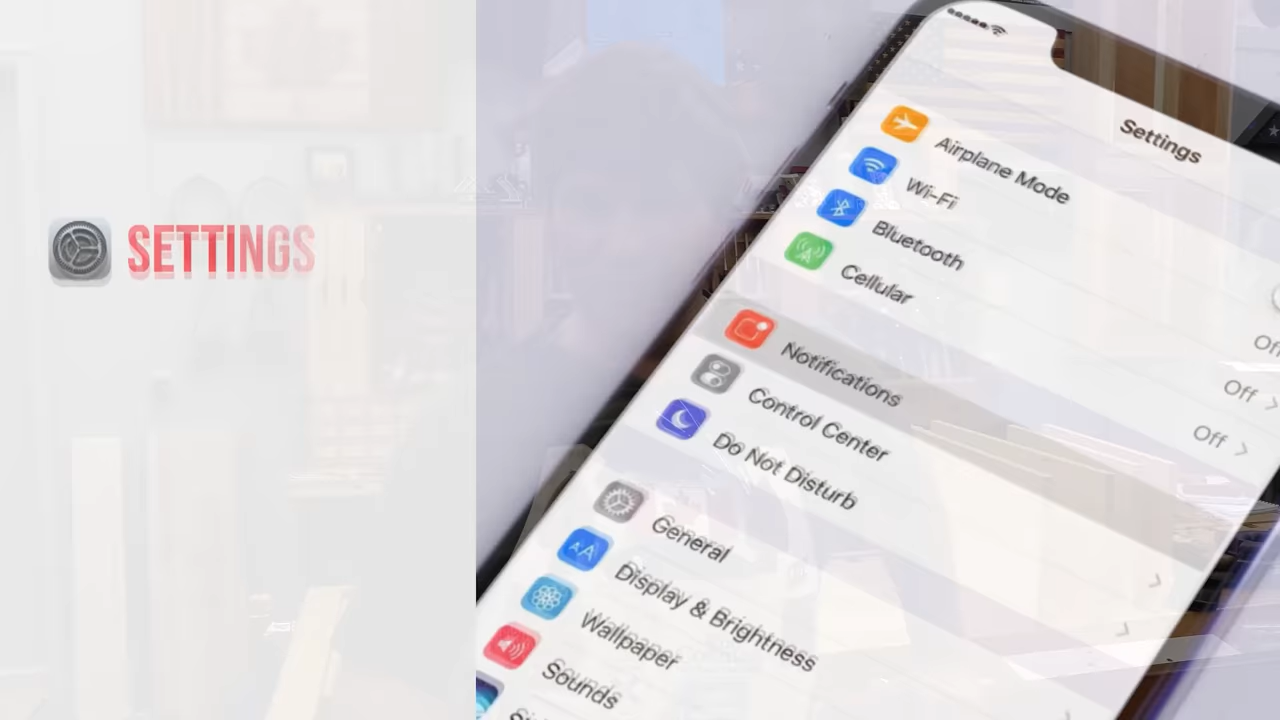 SETTINGS
Settings
Airplane Mode
Wi-Fi
Bluetooth
Off
Cellular
Off
Notifications
Off
Control Center
Do Not Disturb
General
Display & Brightness
Wallpaper
Sounds